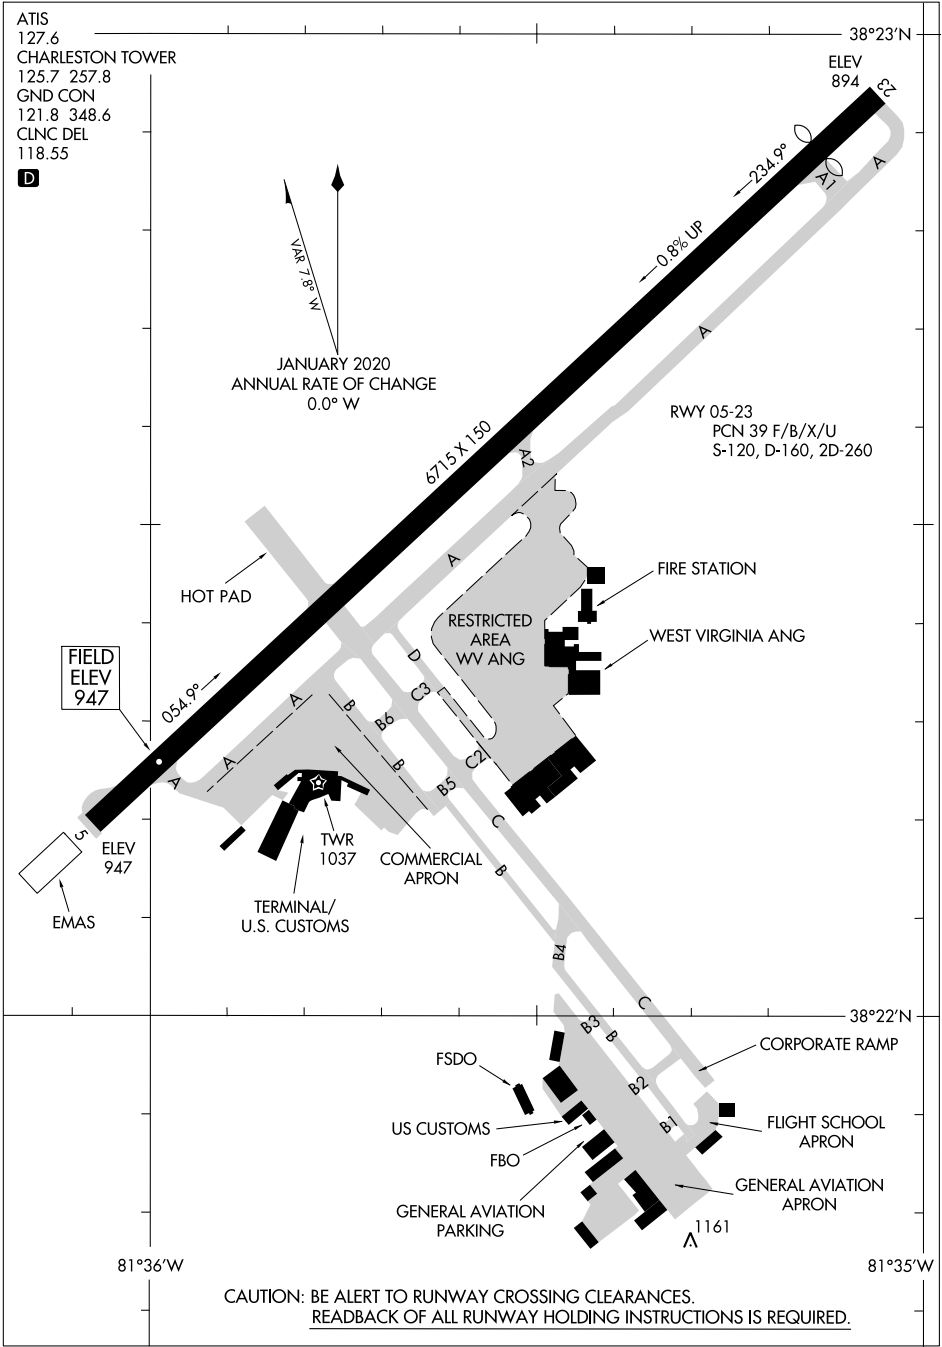 ATIS
127.6
CHARLESTON TOWER
125.7 257.8
GND CON
121.8 348.6
CLNC DEL
118.55
D
38°23'N
ELEV
894
23
A
A1
234.9°
0.8% UP
VAR 7.8° W
JANUARY 2020
ANNUAL RATE OF CHANGE
0.0° W
A
RWY 05-23
PCN 39 F/B/X/U
S-120, D-160, 2D-260
6715 X 150
A2
A
HOT PAD
FIRE STATION
RESTRICTED
AREA
WV ANG
WEST VIRGINIA ANG
FIELD
ELEV
947
054.9°
D
C3
A
B
B6
A
B
C2
B5
A
5
ELEV
947
TWR
1037
C
COMMERCIAL
APRON
B
EMAS
TERMINAL/
U.S. CUSTOMS
B4
C
38°22'N
B3
B
CORPORATE RAMP
FSDO
B2
US CUSTOMS
B1
FLIGHT SCHOOL
APRON
FBO
GENERAL AVIATION
APRON
GENERAL AVIATION
PARKING
1161
81°36'W
81°35'W
CAUTION: BE ALERT TO RUNWAY CROSSING CLEARANCES.
READBACK OF ALL RUNWAY HOLDING INSTRUCTIONS IS REQUIRED.